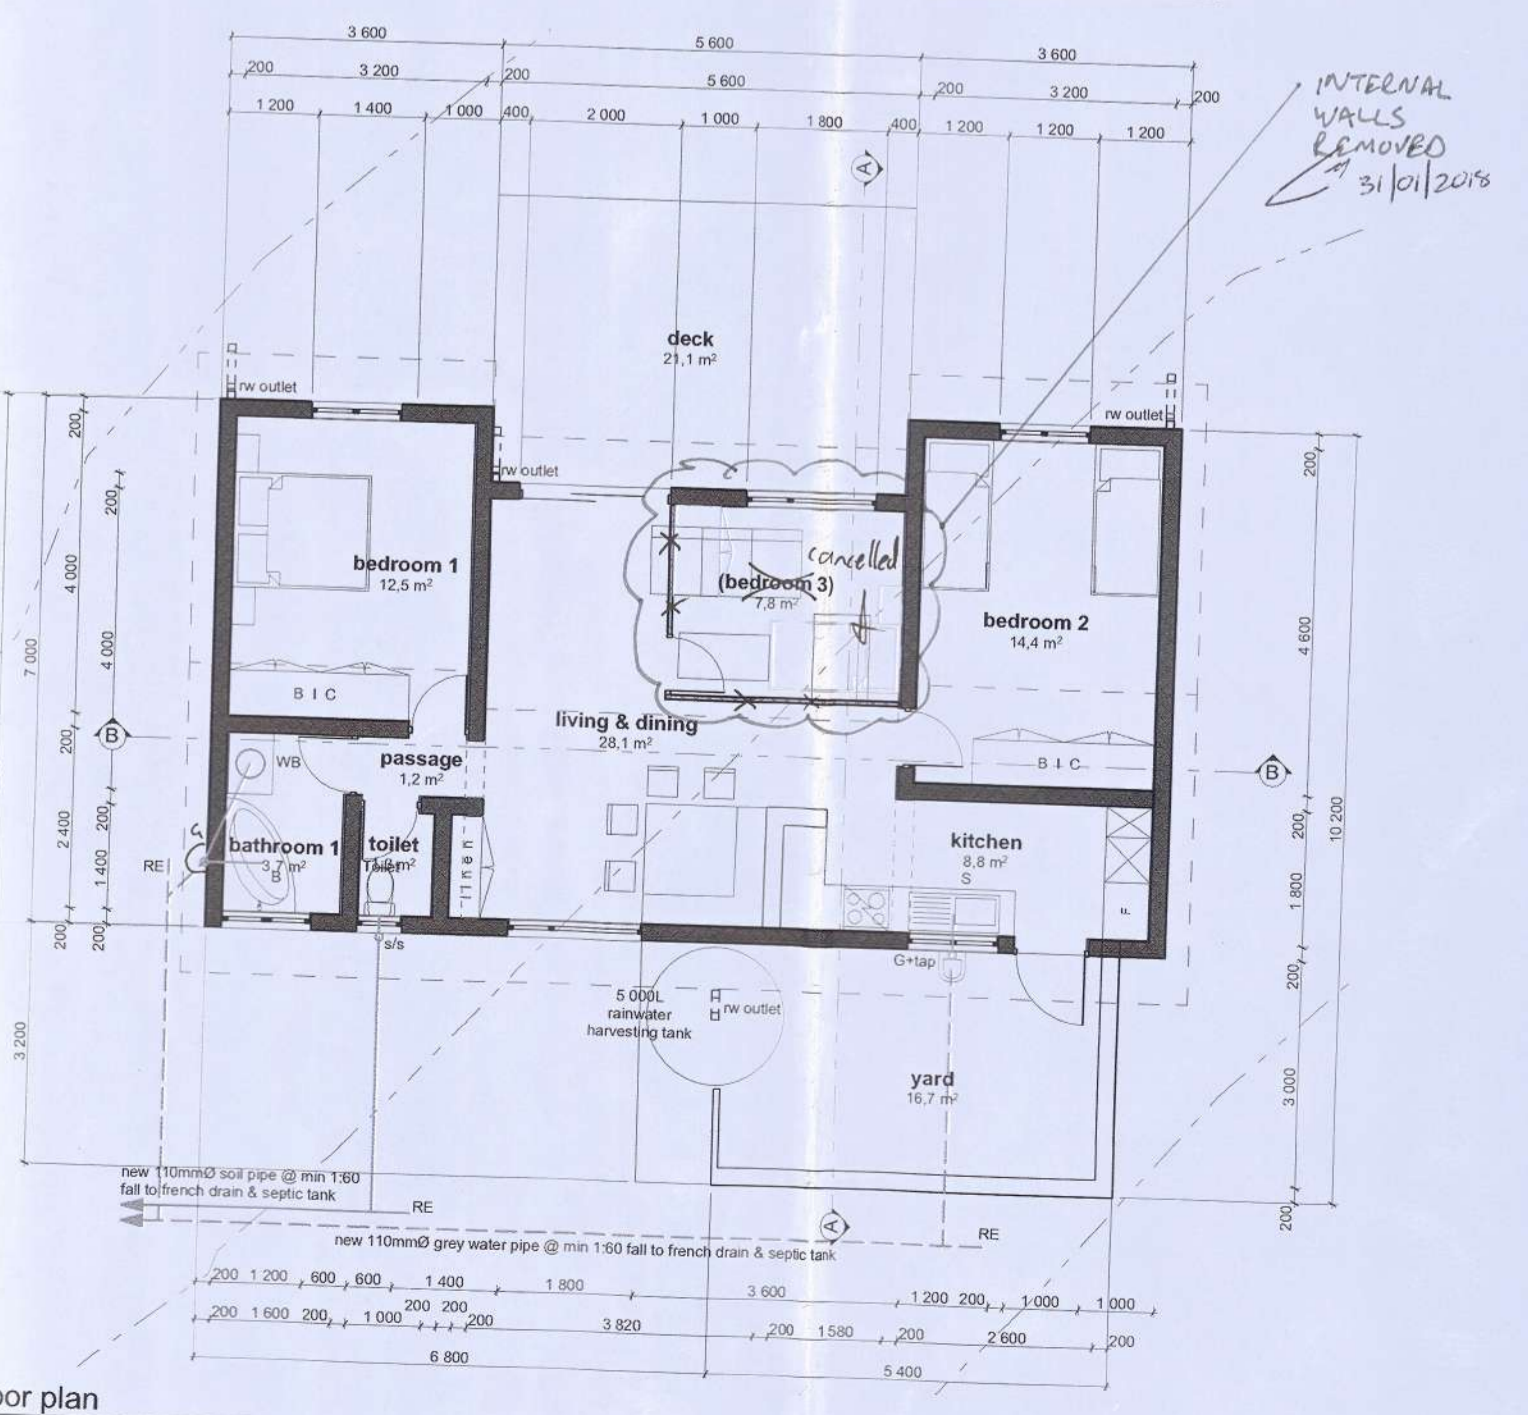 3 600
5 600
3 600
200
3 200
200
5 600
200
3 200
200
1 200
1 400
1 000
400
2 000
1 000
1 800
400
1 200
1 200
1 200
INTERNAL
WALLS
REMOVED
31/01/2018
A
deck
21,1 m²
rw outlet
rw outlet
rw outlet
200
200
4 000
4 000
7 000
200
2 400
200
1 400
200
200
3 200
200
4 600
200
10 200
1 800
200
3 000
200
bedroom 1
12,5 m²
cancelled
(bedroom 3)
7,8 m²
bedroom 2
14,4 m²
B I C
living & dining
28,1 m²
B
B
B I C
WB
passage
1,2 m²
G
bathroom 1
3,7 m²
B
toilet
linen
kitchen
8,8 m²
S
F
RE
s/s
G+tap
5 000L
rainwater
harvesting tank
rw outlet
yard
16,7 m²
new 110mmØ soil pipe @ min 1:60
fall to french drain & septic tank
RE
A
RE
new 110mmØ grey water pipe @ min 1:60 fall to french drain & septic tank
200 1 200 600 600 1 400 1 800 3 600 1 200 200 1 000 1 000
200 1 600 200 1 000 200 200 200 3 820 200 1580 200 2 600 200
6 800
5 400
oor plan